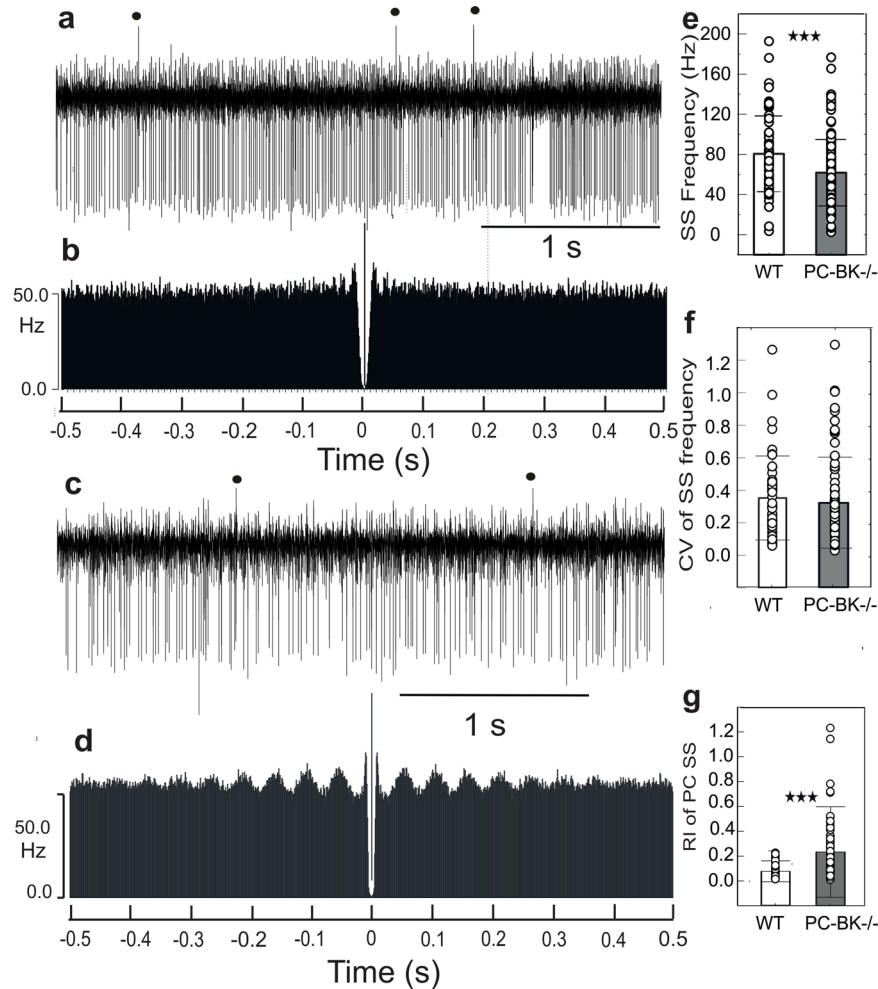 a
1 s
b
50.0
Hz
0.0
-0.5 -0.4 -0.3 -0.2 -0.1 0 0.1 0.2 0.3 0.4 0.5
Time (s)
c
1 s
d
50.0
Hz
0.0
-0.5 -0.4 -0.3 -0.2 -0.1 0 0.1 0.2 0.3 0.4 0.5
Time (s)
e
SS Frequency (Hz)
200
160
120
80
40
0
★★★
WT PC-BK-/-
f
CV of SS frequency
1.2
1.0
0.8
0.6
0.4
0.2
0.0
WT PC-BK-/-
g
RI of PC SS
1.2
1.0
0.8
0.6
0.4
0.2
0.0
★★★
WT PC-BK-/-